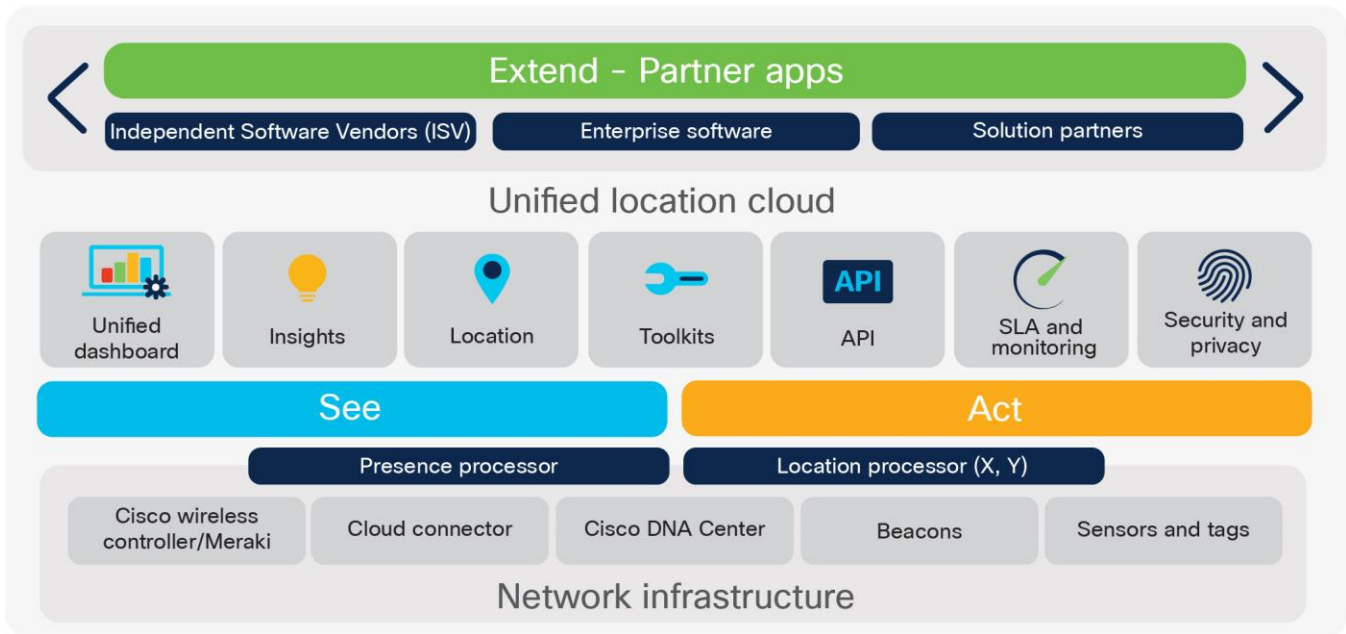 Extend - Partner apps
Independent Software Vendors (ISV)
Enterprise software
Solution partners
Unified location cloud
Unified
dashboard
Insights
Location
Toolkits
API
API
SLA and
monitoring
Security and
privacy
See
Act
Presence processor
Location processor (X, Y)
Cisco wireless
controller/Meraki
Cloud connector
Cisco DNA Center
Beacons
Sensors and tags
Network infrastructure